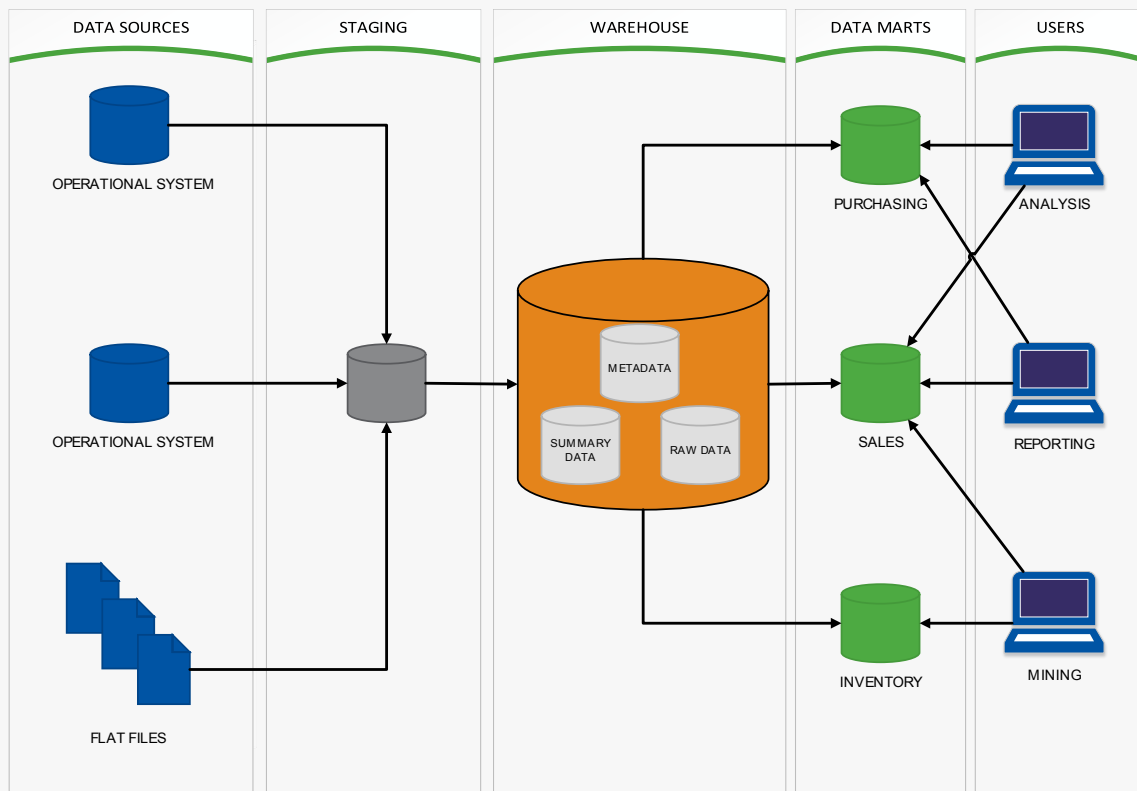 DATA SOURCES
STAGING
WAREHOUSE
DATA MARTS
USERS
OPERATIONAL SYSTEM
OPERATIONAL SYSTEM
FLAT FILES
METADATA
SUMMARY
DATA
RAW DATA
PURCHASING
SALES
INVENTORY
ANALYSIS
REPORTING
MINING